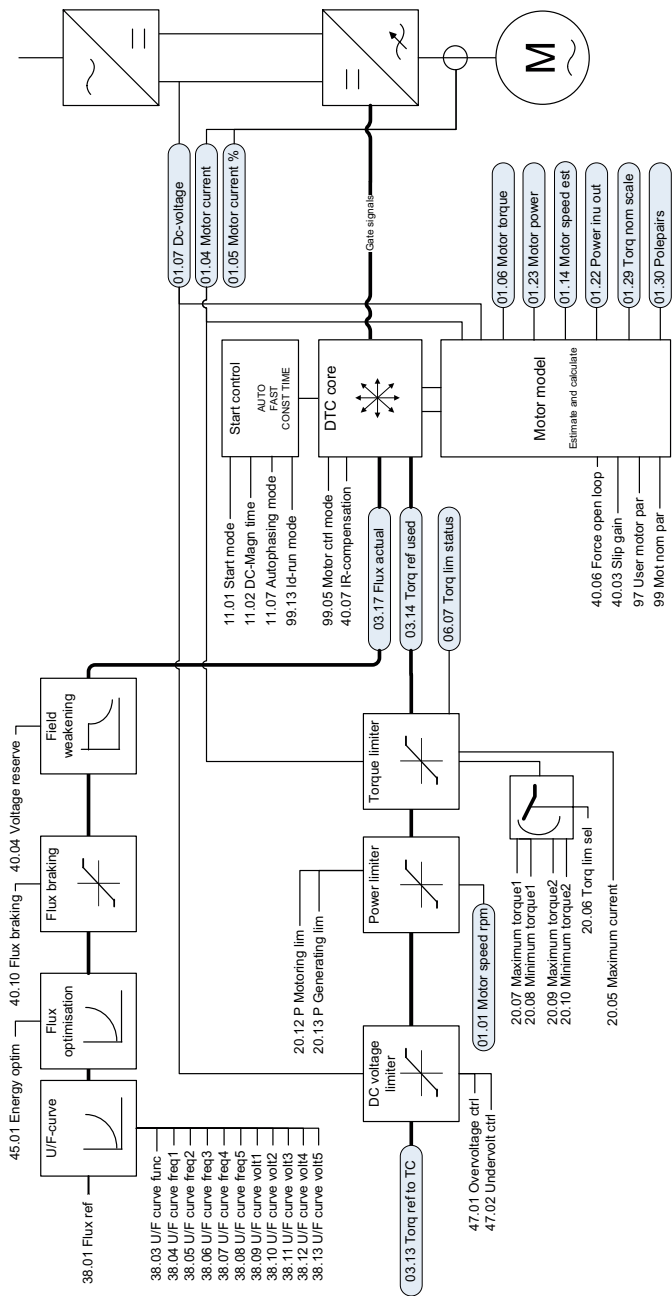 38.01 Flux ref
U/F-curve
38.03 U/F curve func
38.04 U/F curve freq1
38.05 U/F curve freq2
38.06 U/F curve freq3
38.07 U/F curve freq4
38.08 U/F curve freq5
38.09 U/F curve volt1
38.10 U/F curve volt2
38.11 U/F curve volt3
38.12 U/F curve volt4
38.13 U/F curve volt5
45.01 Energy optim
Flux
optimisation
40.10 Flux braking
Flux braking
40.04 Voltage reserve
Field
weakening
11.01 Start mode
11.02 DC-Magn time
11.07 Autophasing mode
99.13 Id-run mode
Start control
AUTO
FAST
CONST TIME
01.07 Dc-voltage
01.04 Motor current
01.05 Motor current %
99.05 Motor ctrl mode
40.07 IR-compensation
03.17 Flux actual
03.14 Torq ref used
06.07 Torq lim status
DTC core
Gate signals
M
03.13 Torq ref to TC
DC voltage
limiter
47.01 Overvoltage ctrl
47.02 Undervolt ctrl
20.12 P Motoring lim
20.13 P Generating lim
Power limiter
01.01 Motor speed rpm
Torque limiter
20.07 Maximum torque1
20.08 Minimum torque1
20.09 Maximum torque2
20.10 Minimum torque2
20.06 Torq lim sel
20.05 Maximum current
40.06 Force open loop
40.03 Slip gain
97 User motor par
99 Mot nom par
Motor model
Estimate and calculate
01.06 Motor torque
01.23 Motor power
01.14 Motor speed est
01.22 Power inu out
01.29 Torq nom scale
01.30 Polepairs